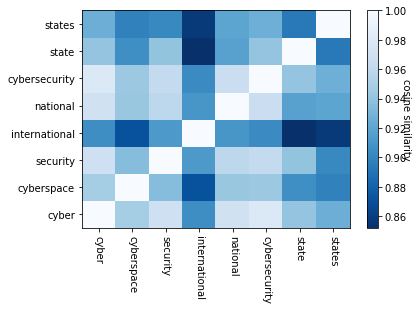 states
state
cybersecurity
national
international
security
cyberspace
cyber
cyber
cyberspace
security
international
national
cybersecurity
state
states
1.00
0.98
0.96
0.94
0.92
0.90
0.88
0.86
cosine similarity